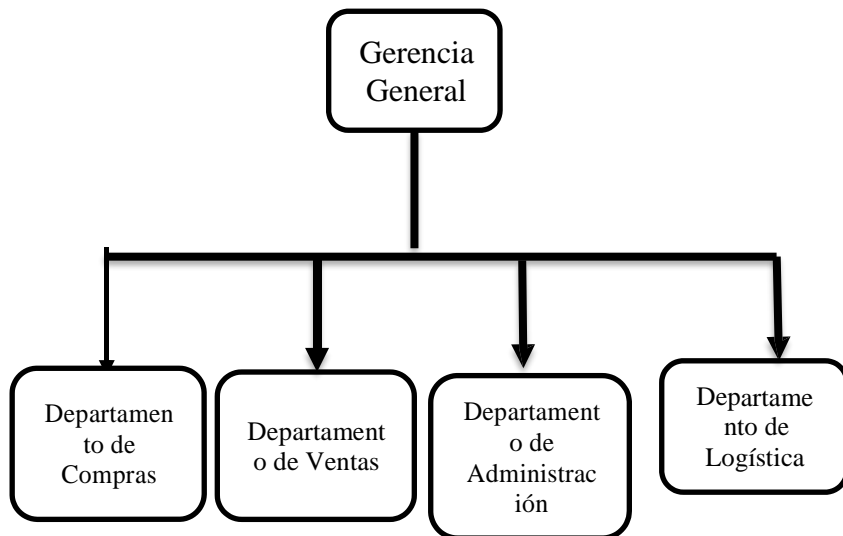 Gerencia
General
Departamen
to de
Compras
Departament
o de Ventas
Departament
o de
Administrac
ión
Departame
nto de
Logística